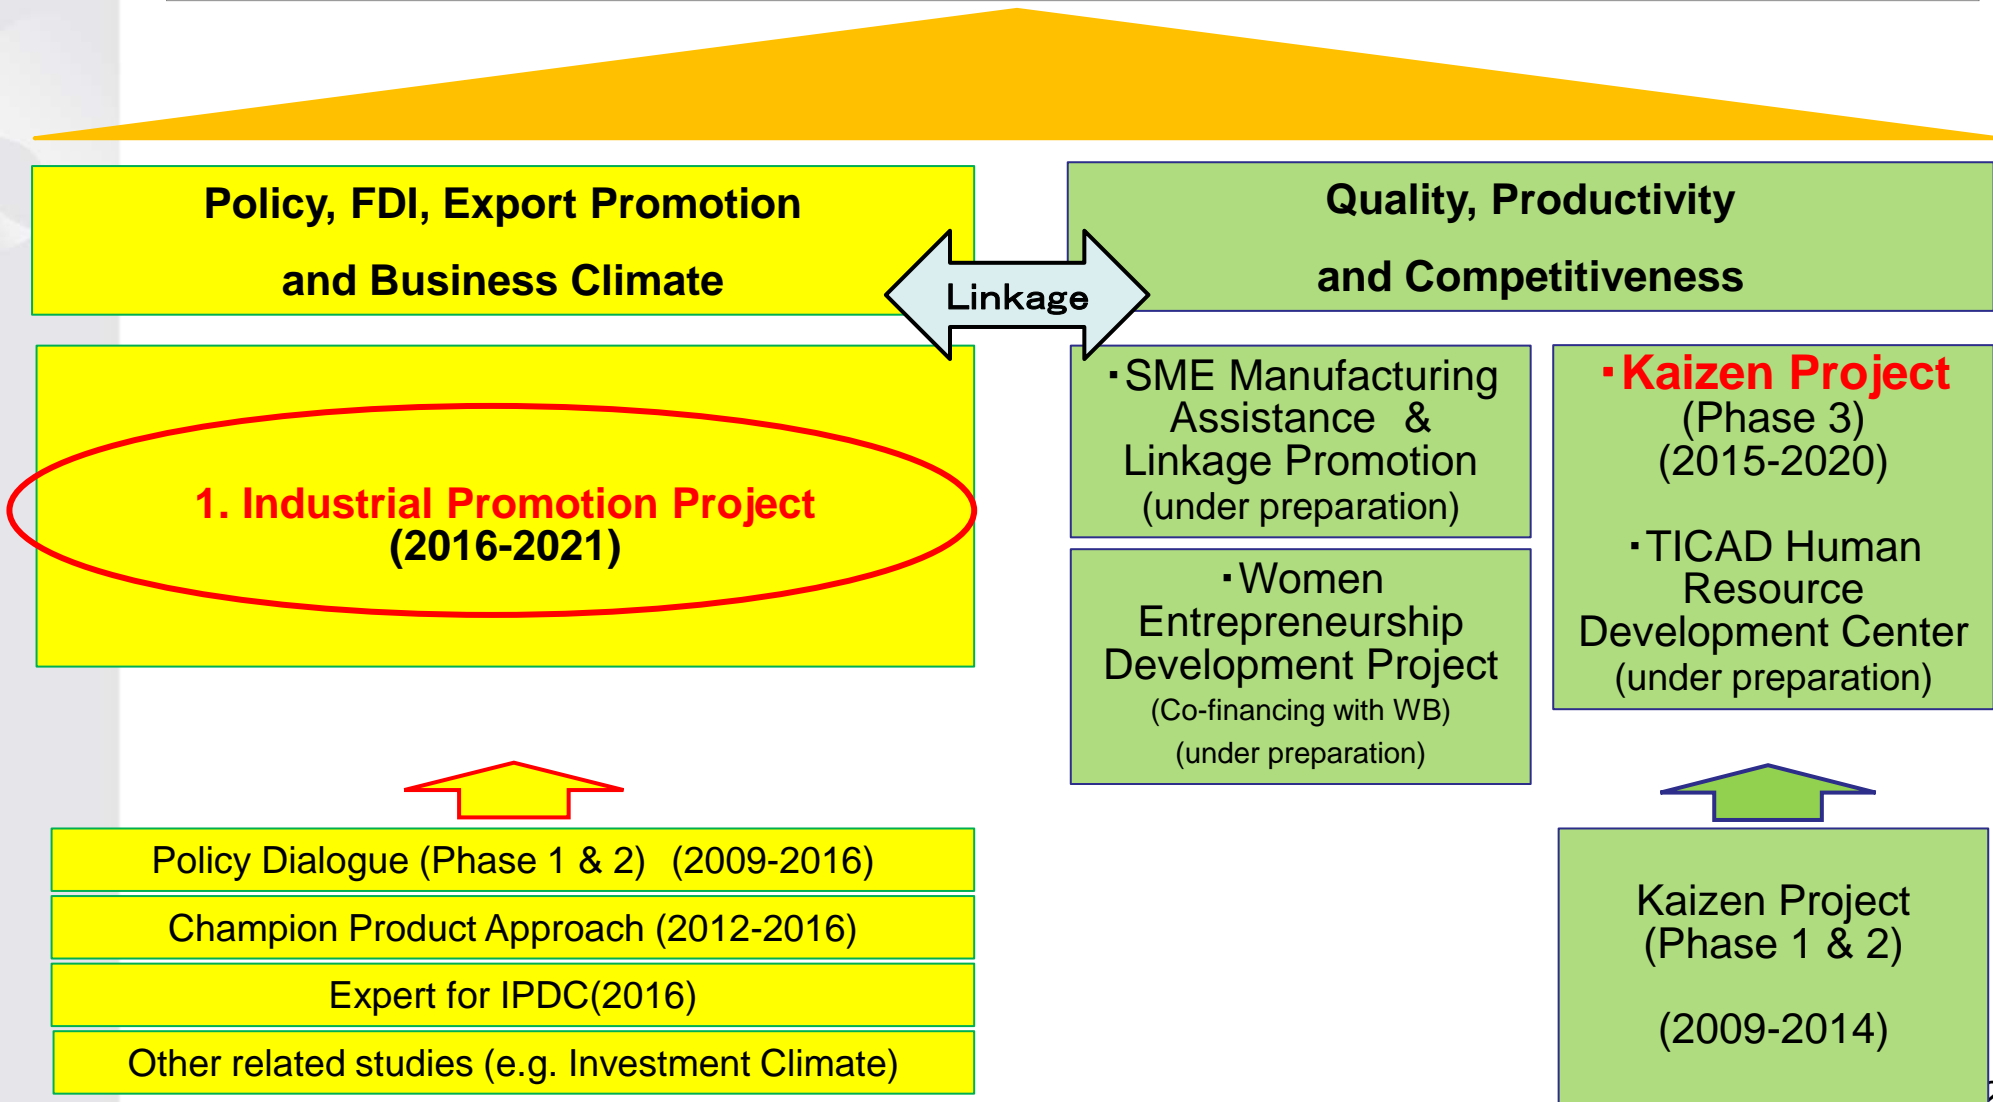 Policy, FDI, Export Promotion
and Business Climate
Linkage
Quality, Productivity
and Competitiveness
1. Industrial Promotion Project
(2016-2021)
・SME Manufacturing
Assistance &
Linkage Promotion
(under preparation)
・Women
Entrepreneurship
Development Project
(Co-financing with WB)
(under preparation)
・Kaizen Project
(Phase 3)
(2015-2020)
・TICAD Human
Resource
Development Center
(under preparation)
Policy Dialogue (Phase 1 & 2) (2009-2016)
Champion Product Approach (2012-2016)
Expert for IPDC(2016)
Other related studies (e.g. Investment Climate)
Kaizen Project
(Phase 1 & 2)
(2009-2014)